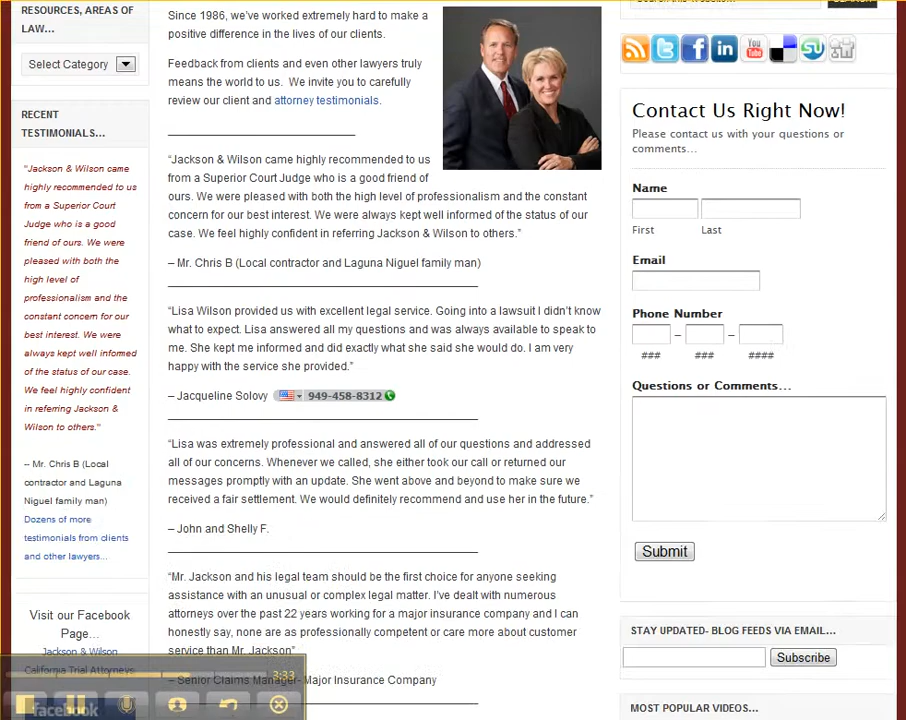 RESOURCES, AREAS OF
LAW...
Select Category
RECENT
TESTIMONIALS...
"Jackson & Wilson came
highly recommended to us
from a Superior Court
Judge who is a good
friend of ours. We were
pleased with both the
high level of
professionalism and the
constant concern for our
best interest. We were
always kept well informed
of the status of our case.
We feel highly confident
in referring Jackson &
Wilson to others."
-- Mr. Chris B (Local
contractor and Laguna
Niguel family man)
Dozens of more
testimonials from clients
and other lawyers...
Visit our Facebook
Page...
Jackson & Wilson
California Trial Attorneys
facebook
3:33
Since 1986, we've worked extremely hard to make a
positive difference in the lives of our clients.
Feedback from clients and even other lawyers truly
means the world to us. We invite you to carefully
review our client and attorney testimonials.
"Jackson & Wilson came highly recommended to us
from a Superior Court Judge who is a good friend of
ours. We were pleased with both the high level of professionalism and the constant
concern for our best interest. We were always kept well informed of the status of our
case. We feel highly confident in referring Jackson & Wilson to others."
– Mr. Chris B (Local contractor and Laguna Niguel family man)
"Lisa Wilson provided us with excellent legal service. Going into a lawsuit I didn't know
what to expect. Lisa answered all my questions and was always available to speak to
me. She kept me informed and did exactly what she said she would do. I am very
happy with the service she provided."
– Jacqueline Solovy 949-458-8312
"Lisa was extremely professional and answered all of our questions and addressed
all of our concerns. Whenever we called, she either took our call or returned our
messages promptly with an update. She went above and beyond to make sure we
received a fair settlement. We would definitely recommend and use her in the future."
– John and Shelly F.
"Mr. Jackson and his legal team should be the first choice for anyone seeking
assistance with an unusual or complex legal matter. I've dealt with numerous
attorneys over the past 22 years working for a major insurance company and I can
honestly say, none are as professionally competent or care more about customer
service than Mr. Jackson"
– Senior Claims Manager- Major Insurance Company
You
Tube
Contact Us Right Now!
Please contact us with your questions or
comments...
Name
First Last
Email
Phone Number
– –
### ### ####
Questions or Comments...
Submit
STAY UPDATED- BLOG FEEDS VIA EMAIL...
Subscribe
MOST POPULAR VIDEOS...